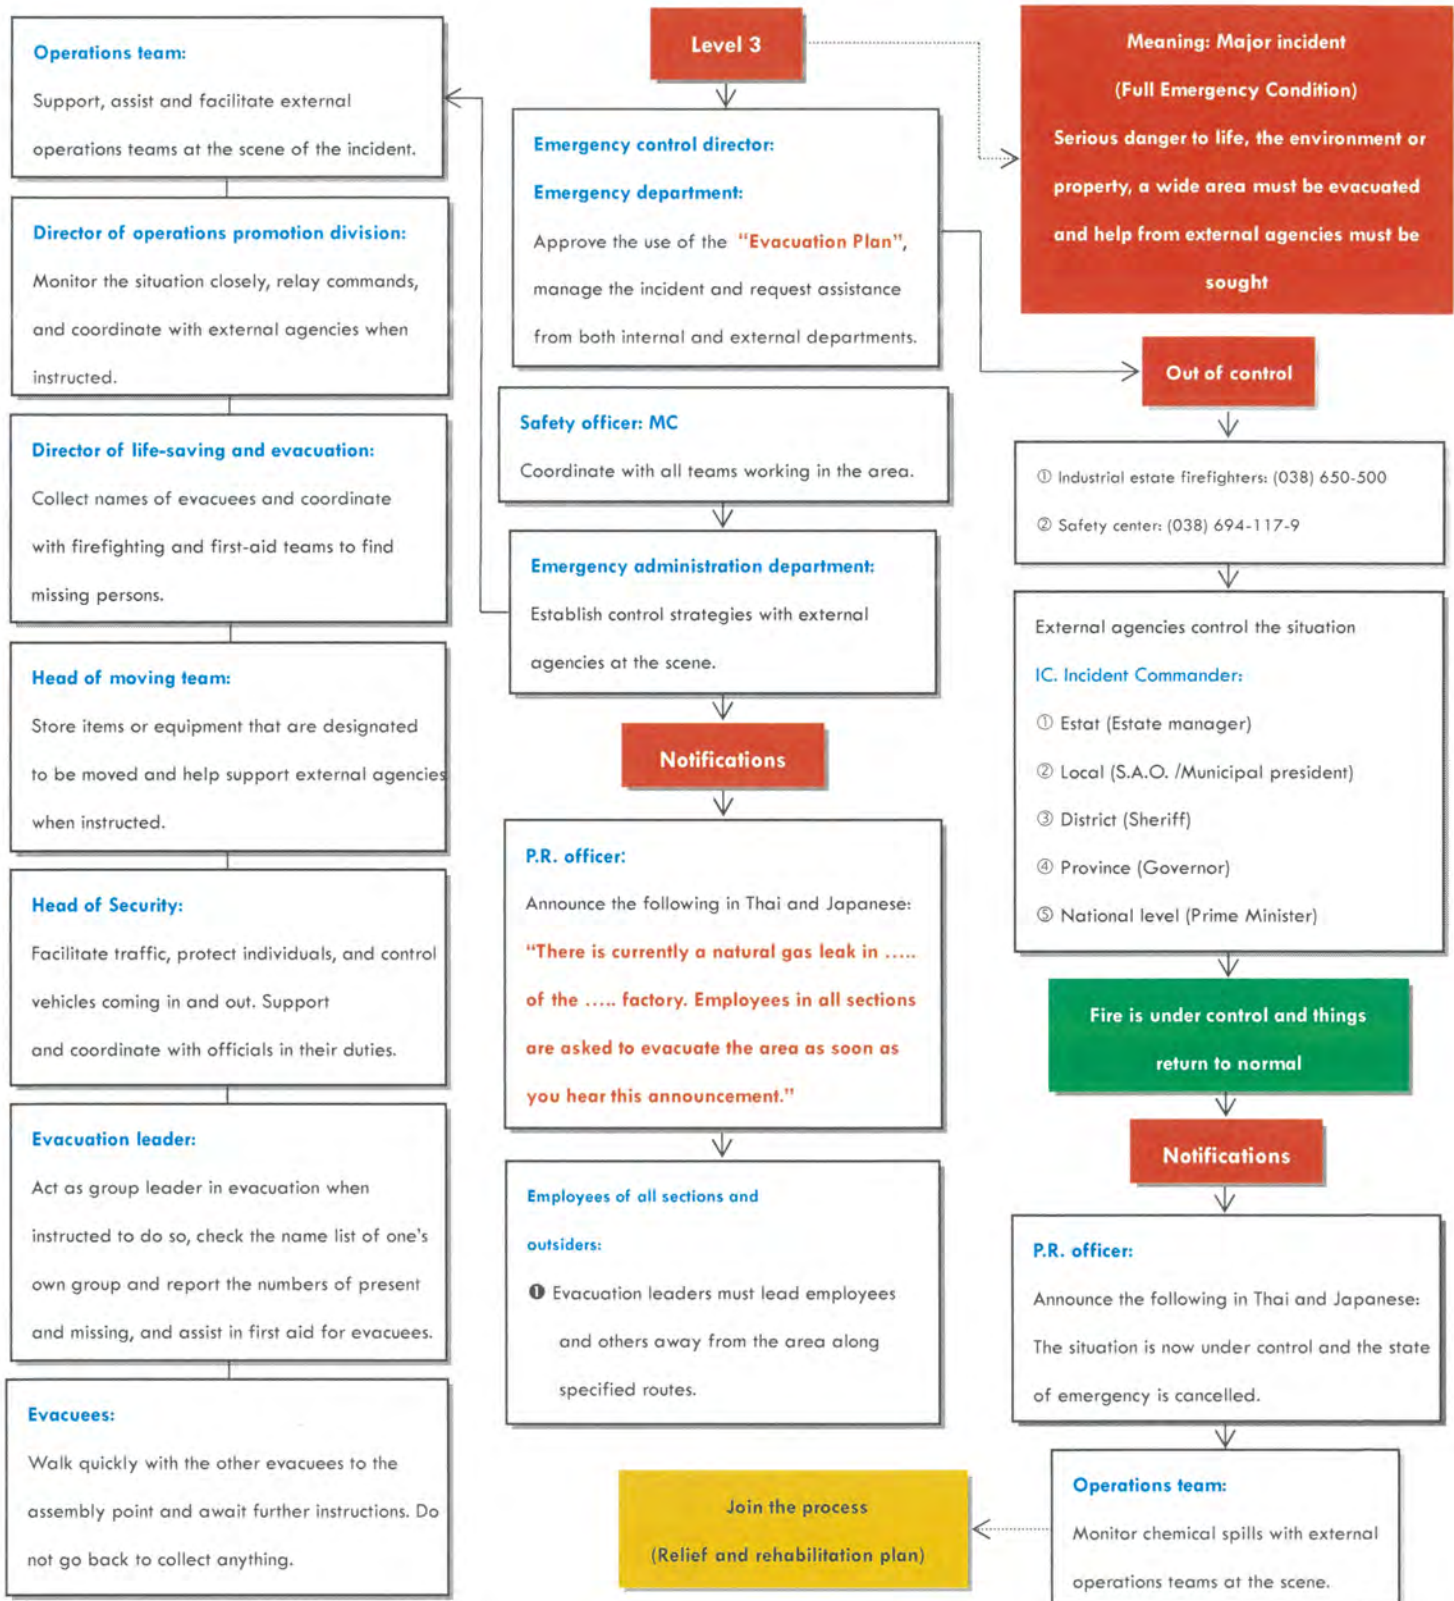 Operations team:
Support, assist and facilitate external
operations teams at the scene of the incident.
Director of operations promotion division:
Monitor the situation closely, relay commands,
and coordinate with external agencies when
instructed.
Director of life-saving and evacuation:
Collect names of evacuees and coordinate
with firefighting and first-aid teams to find
missing persons.
Head of moving team:
Store items or equipment that are designated
to be moved and help support external agencies
when instructed.
Head of Security:
Facilitate traffic, protect individuals, and control
vehicles coming in and out. Support
and coordinate with officials in their duties.
Evacuation leader:
Act as group leader in evacuation when
instructed to do so, check the name list of one's
own group and report the numbers of present
and missing, and assist in first aid for evacuees.
Evacuees:
Walk quickly with the other evacuees to the
assembly point and await further instructions. Do
not go back to collect anything.
Level 3
Emergency control director:
Emergency department:
Approve the use of the "Evacuation Plan",
manage the incident and request assistance
from both internal and external departments.
Safety officer: MC
Coordinate with all teams working in the area.
Emergency administration department:
Establish control strategies with external
agencies at the scene.
Notifications
P.R. officer:
Announce the following in Thai and Japanese:
"There is currently a natural gas leak in .....
of the ..... factory. Employees in all sections
are asked to evacuate the area as soon as
you hear this announcement."
Employees of all sections and
outsiders:
❶ Evacuation leaders must lead employees
and others away from the area along
specified routes.
Meaning: Major incident
(Full Emergency Condition)
Serious danger to life, the environment or
property, a wide area must be evacuated
and help from external agencies must be
sought
Out of control
① Industrial estate firefighters: (038) 650-500
② Safety center: (038) 694-117-9
External agencies control the situation
IC. Incident Commander:
① Estat (Estate manager)
② Local (S.A.O. /Municipal president)
③ District (Sheriff)
④ Province (Governor)
⑤ National level (Prime Minister)
Fire is under control and things
return to normal
Notifications
P.R. officer:
Announce the following in Thai and Japanese:
The situation is now under control and the state
of emergency is cancelled.
Operations team:
Monitor chemical spills with external
operations teams at the scene.
Join the process
(Relief and rehabilitation plan)